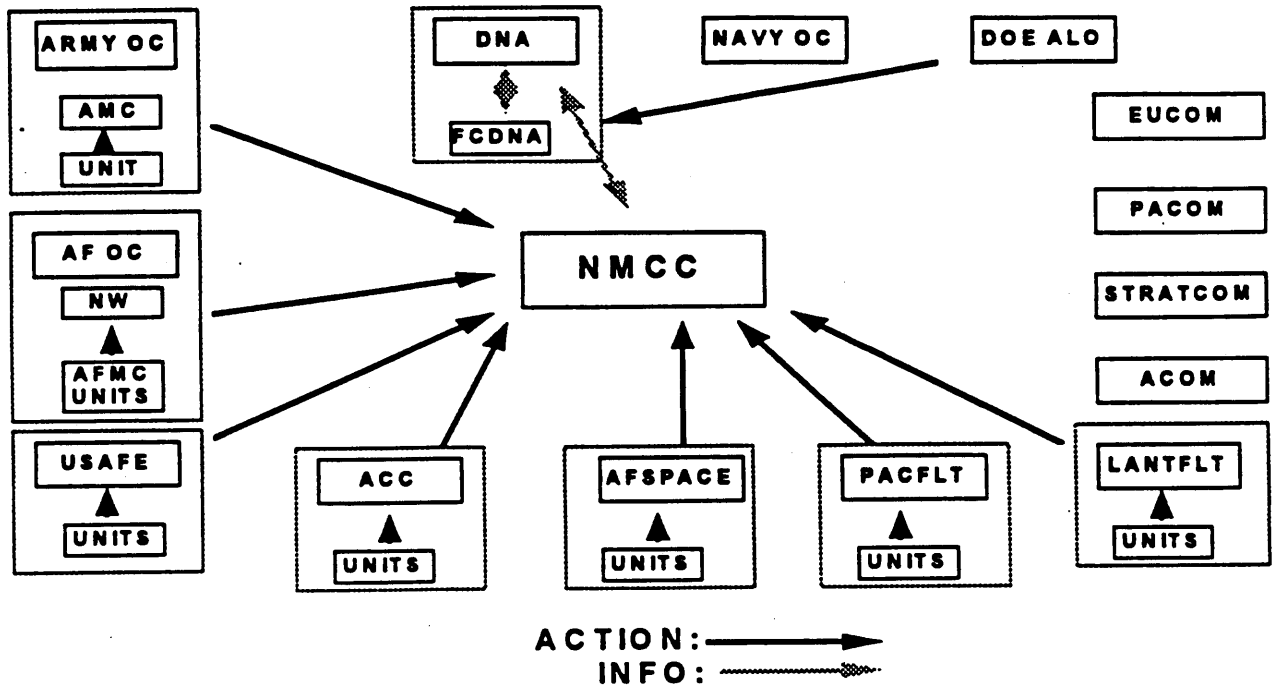 ARMY OC
AMC
UNIT
DNA
FCDNA
NAVY OC
DOE ALO
EUCOM
PACOM
STRATCOM
ACOM
NMCC
AF OC
NW
AFMC
UNITS
USAFE
UNITS
ACC
UNITS
AFSPACE
UNITS
PACFLT
UNITS
LANTFLT
UNITS
ACTION:
INFO: